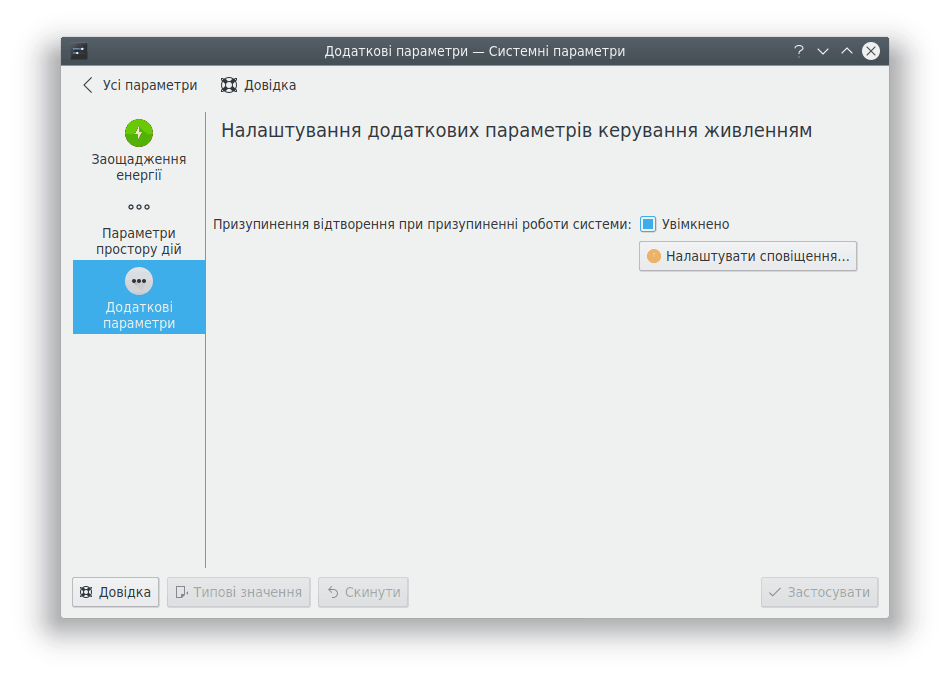 Додаткові параметри — Системні параметри
Усі параметри Довідка
Заощадження
енергії
Параметри
простору дій
Додаткові
параметри
Налаштування додаткових параметрів керування живленням
Призупинення відтворення при призупиненні роботи системи: Увімкнено
Налаштувати сповіщення...
Довідка Типові значення Скинути Застосувати